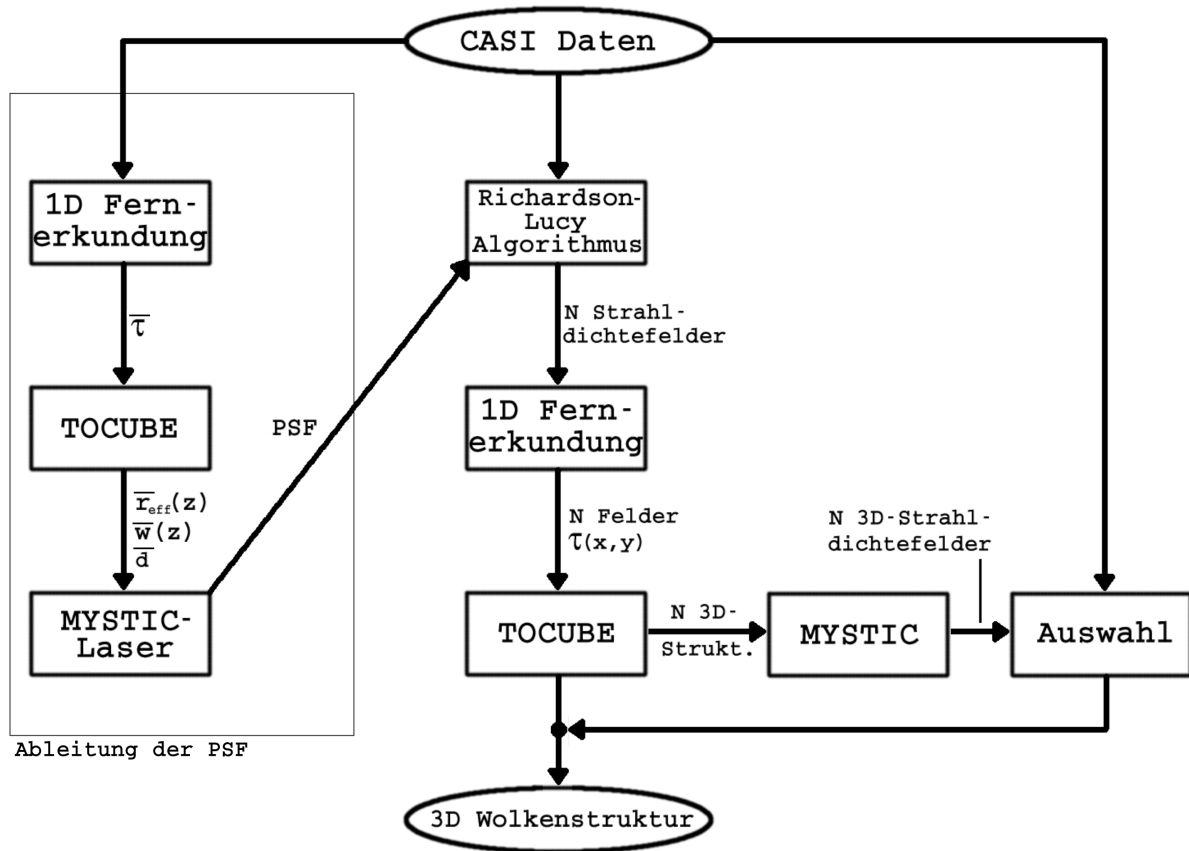 CASI Daten
1D Fern-
erkundung
τ̅
TOCUBE
r̅eff(z)
w̅(z)
d̅
MYSTIC-
Laser
Ableitung der PSF
PSF
Richardson-
Lucy
Algorithmus
N Strahl-
dichtefelder
1D Fern-
erkundung
N Felder
τ(x,y)
TOCUBE
N 3D-
Strukt.
MYSTIC
N 3D-Strahl-
dichtefelder
Auswahl
3D Wolkenstruktur